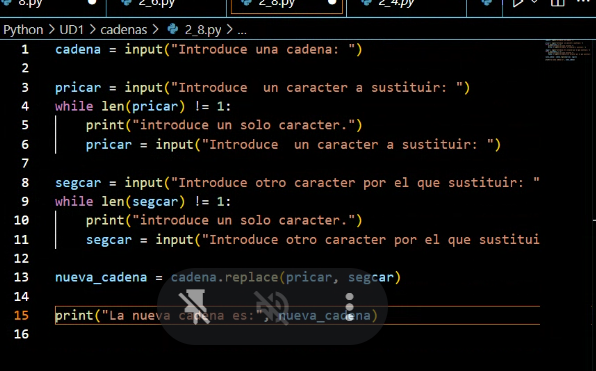 8.py 2_6.py 2_8.py 2_4.py
Python > UD1 > cadenas > 2_8.py > ...
1 cadena = input("Introduce una cadena: ")
2
3 pricar = input("Introduce  un caracter a sustituir: ")
4 while len(pricar) != 1:
5     print("introduce un solo caracter.")
6     pricar = input("Introduce  un caracter a sustituir: ")
7
8 segcar = input("Introduce otro caracter por el que sustituir: "
9 while len(segcar) != 1:
10     print("introduce un solo caracter.")
11     segcar = input("Introduce otro caracter por el que sustitui
12
13 nueva_cadena = cadena.replace(pricar, segcar)
14
15 print("La nueva cadena es:", nueva_cadena)
16